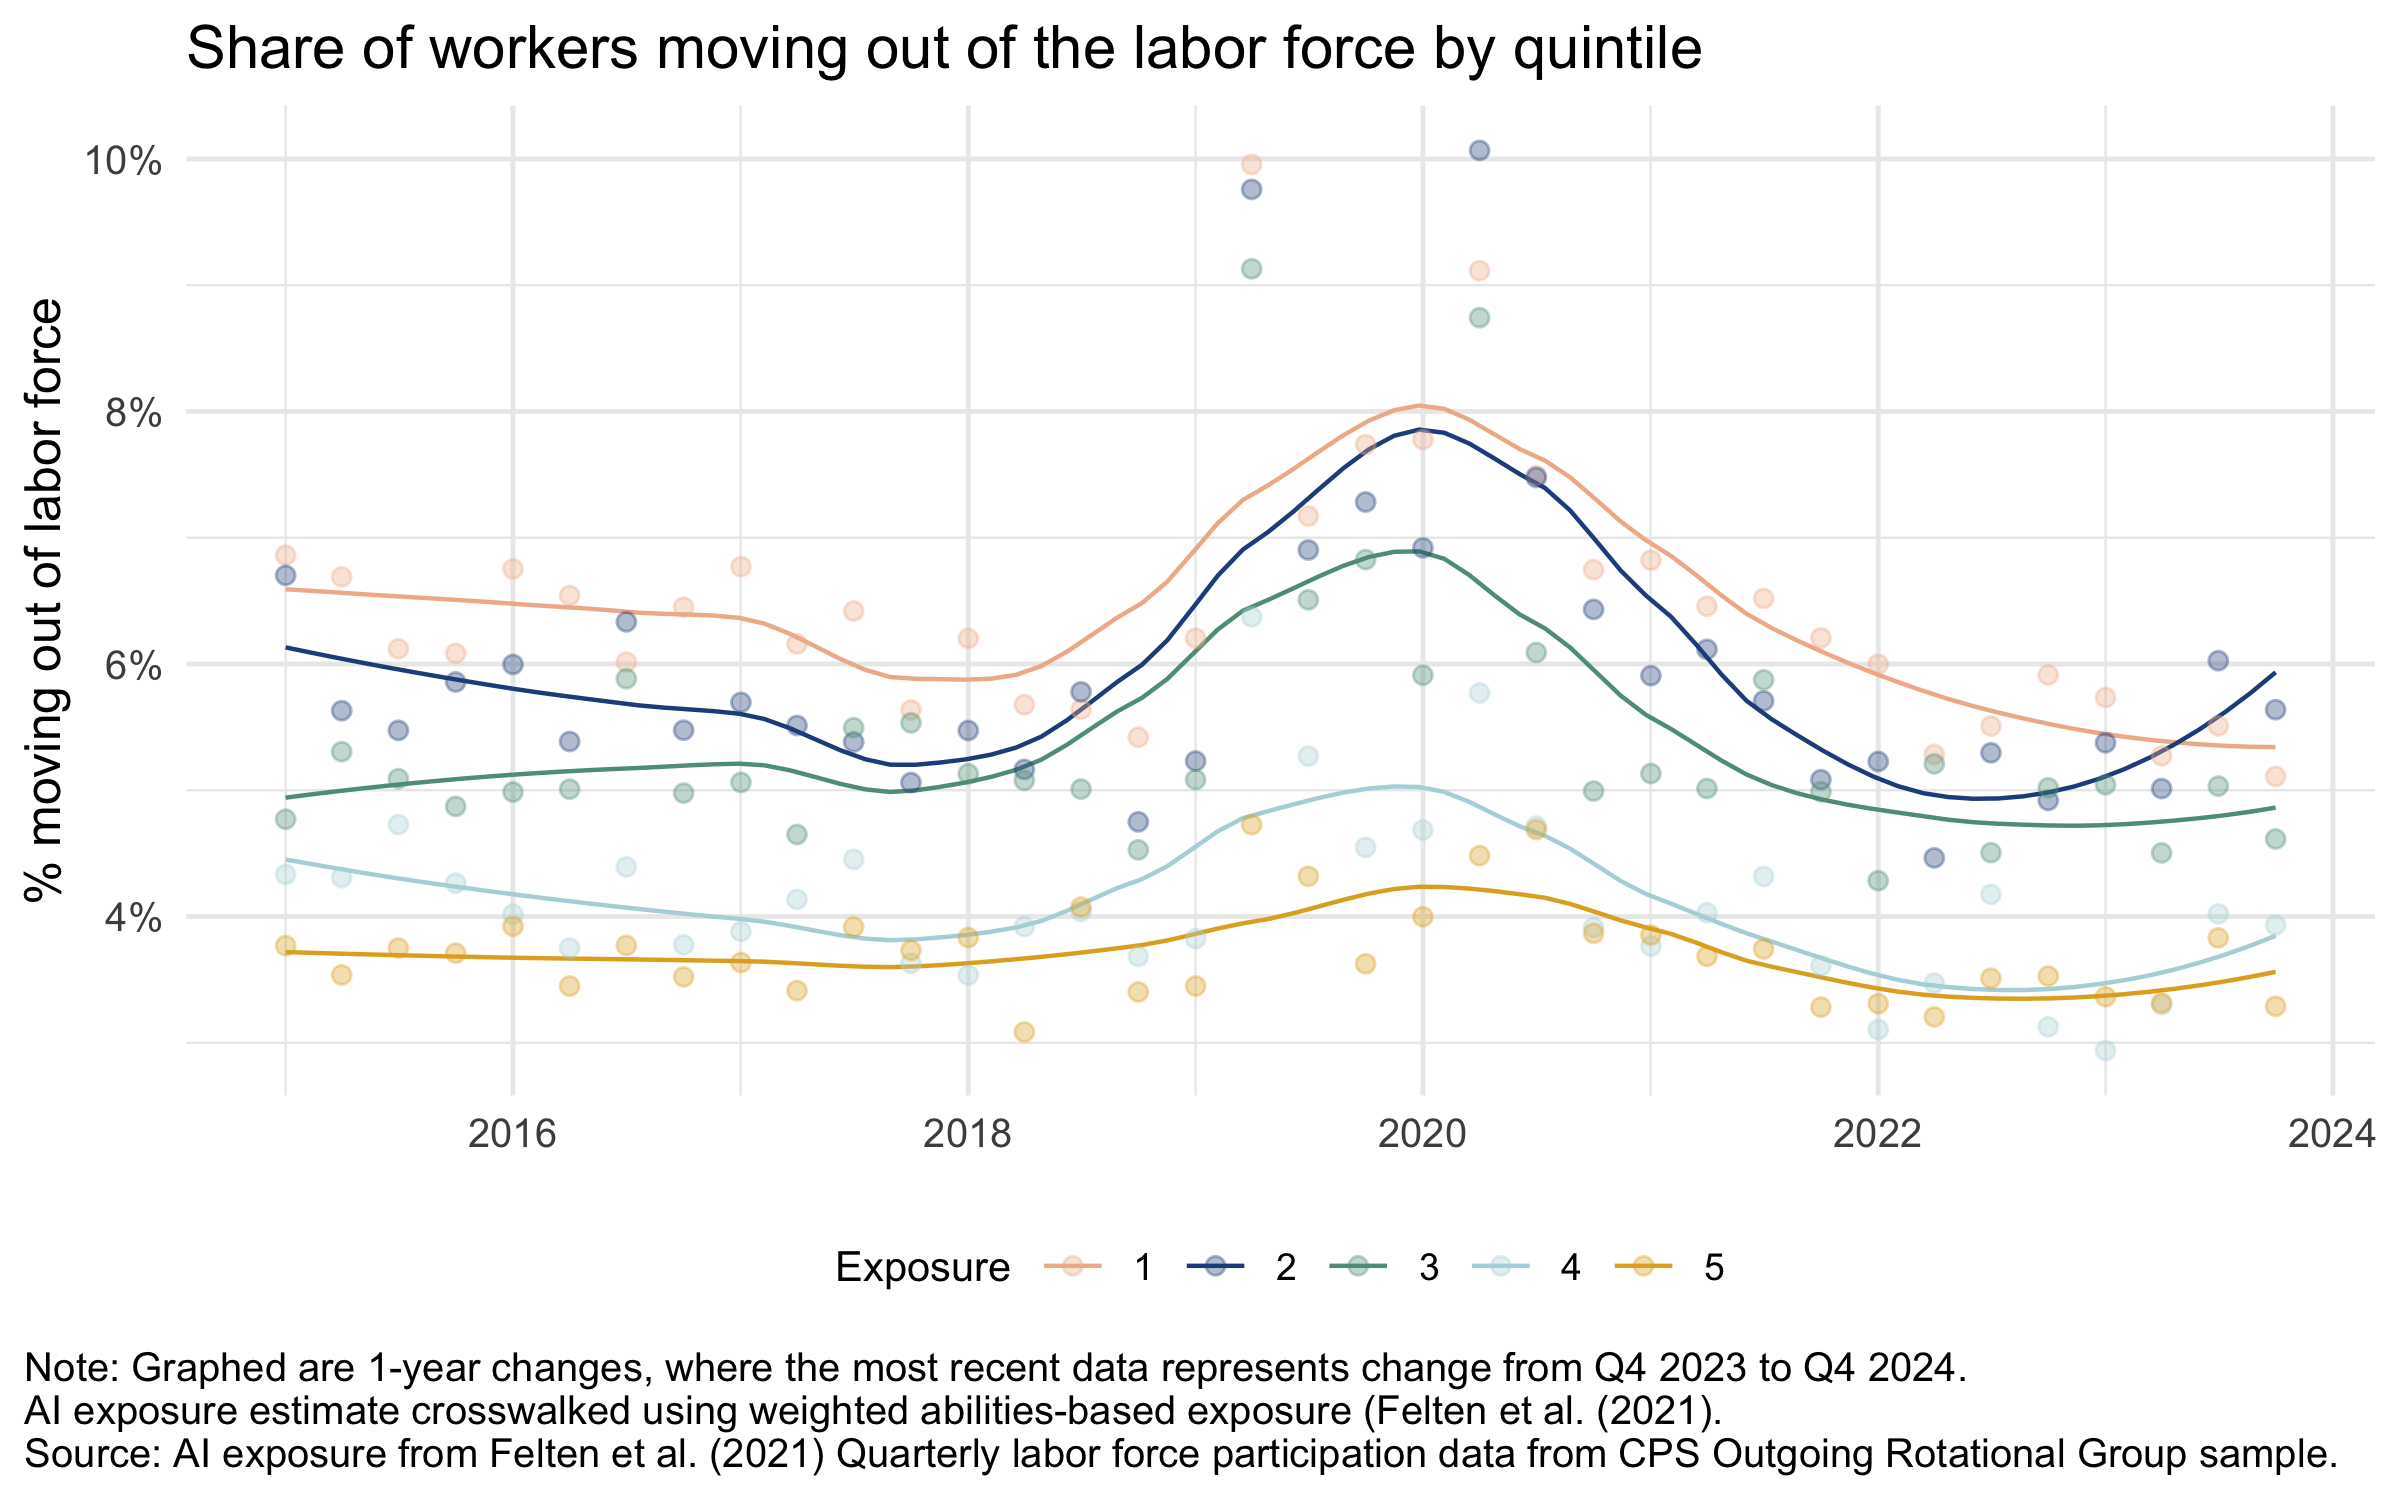 Share of workers moving out of the labor force by quintile
% moving out of labor force
10%
8%
6%
4%
2016 2018 2020 2022 2024
Exposure 1 2 3 4 5
Note: Graphed are 1-year changes, where the most recent data represents change from Q4 2023 to Q4 2024.
AI exposure estimate crosswalked using weighted abilities-based exposure (Felten et al. (2021).
Source: AI exposure from Felten et al. (2021) Quarterly labor force participation data from CPS Outgoing Rotational Group sample.